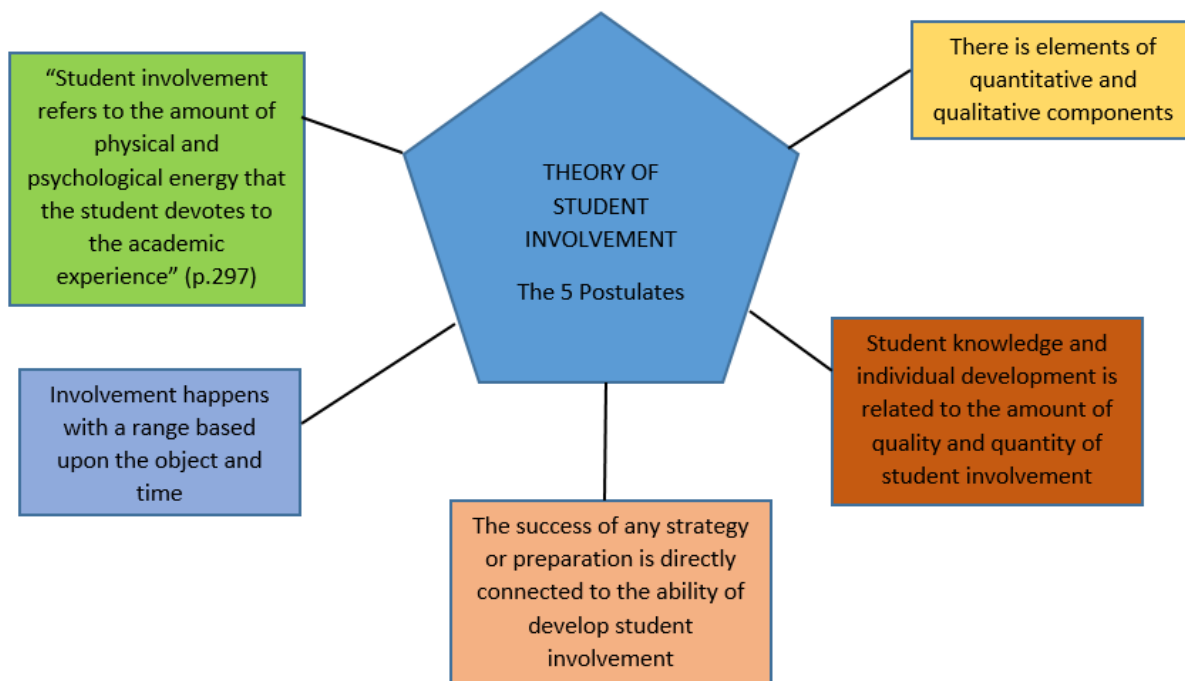 “Student involvement
refers to the amount of
physical and
psychological energy that
the student devotes to
the academic
experience” (p.297)
There is elements of
quantitative and
qualitative components
THEORY OF
STUDENT
INVOLVEMENT
The 5 Postulates
Involvement happens
with a range based
upon the object and
time
Student knowledge and
individual development is
related to the amount of
quality and quantity of
student involvement
The success of any strategy
or preparation is directly
connected to the ability of
develop student
involvement